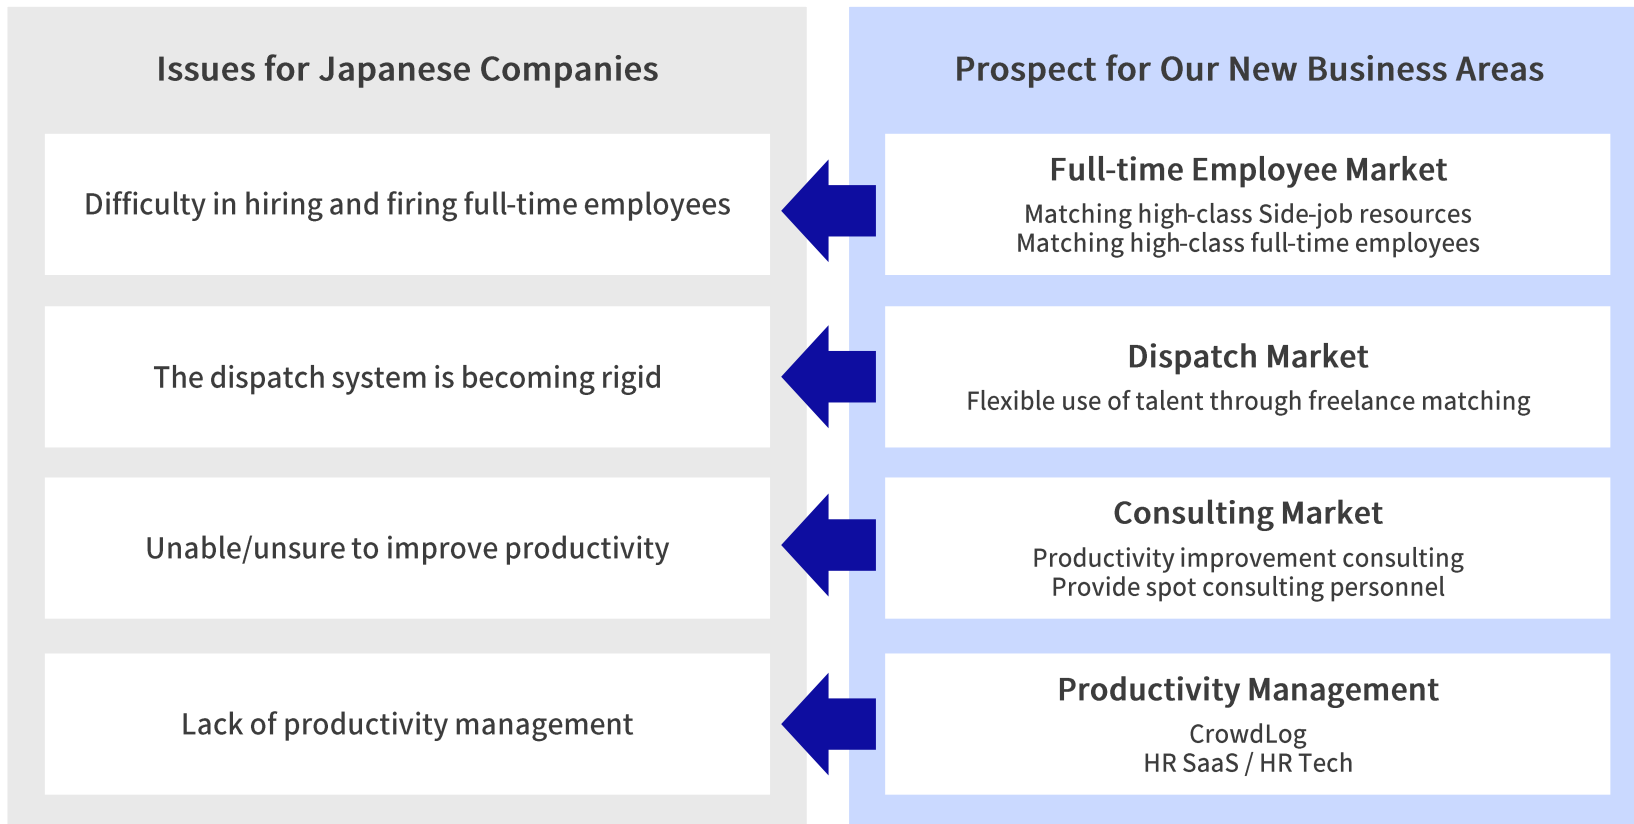 Issues for Japanese Companies
Difficulty in hiring and firing full-time employees
The dispatch system is becoming rigid
Unable/unsure to improve productivity
Lack of productivity management
Prospect for Our New Business Areas
Full-time Employee Market
Matching high-class Side-job resources
Matching high-class full-time employees
Dispatch Market
Flexible use of talent through freelance matching
Consulting Market
Productivity improvement consulting
Provide spot consulting personnel
Productivity Management
CrowdLog
HR SaaS / HR Tech